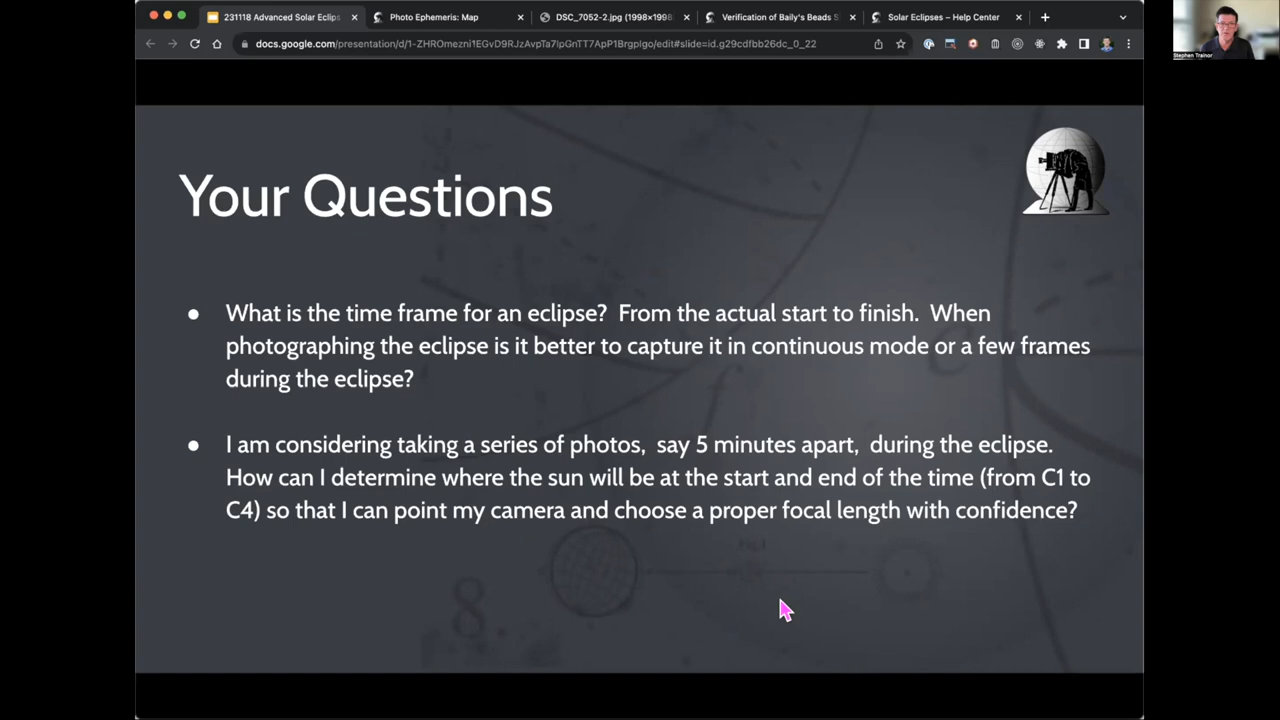 231118 Advanced Solar Eclips
Photo Ephemeris: Map
DSC_7052-2.jpg (1998×1998
Verification of Baily's Beads S
Solar Eclipses – Help Center
docs.google.com/presentation/d/1-ZHROmezni1EGvD9RJzAvpTa7lpGnTT7ApP1Brgplgo/edit#slide=id.g29cdfbb26dc_0_22
Stephen Trainor
Your Questions
● What is the time frame for an eclipse? From the actual start to finish. When
photographing the eclipse is it better to capture it in continuous mode or a few frames
during the eclipse?
● I am considering taking a series of photos, say 5 minutes apart, during the eclipse.
How can I determine where the sun will be at the start and end of the time (from C1 to
C4) so that I can point my camera and choose a proper focal length with confidence?
8.